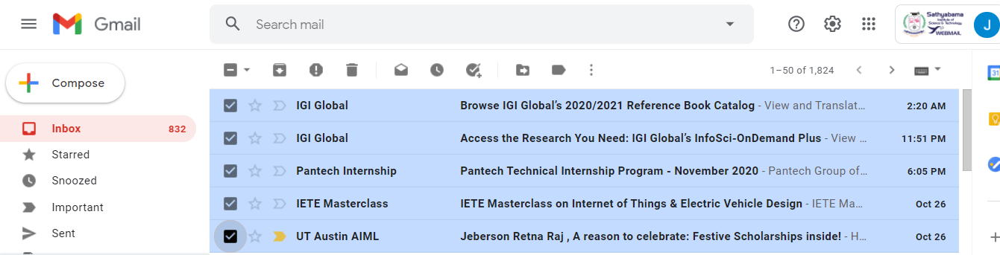 Gmail
Search mail
Sathyabama
Institute of
Science & Technology
WEBMAIL
J
Compose
1–50 of 1,824
31
Inbox 832
Starred
Snoozed
Important
Sent
IGI Global Browse IGI Global’s 2020/2021 Reference Book Catalog - View and Translat… 2:20 AM
IGI Global Access the Research You Need: IGI Global’s InfoSci-OnDemand Plus - View … 11:51 PM
Pantech Internship Pantech Technical Internship Program - November 2020 - Pantech Group of… 6:05 PM
IETE Masterclass IETE Masterclass on Internet of Things & Electric Vehicle Design - IETE Ma… Oct 26
UT Austin AIML Jeberson Retna Raj , A reason to celebrate: Festive Scholarships inside! - H… Oct 26